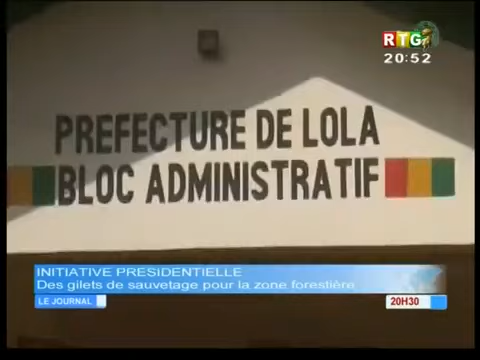 RTG
20:52
PREFECTURE DE LOLA
BLOC ADMINISTRATIF
INITIATIVE PRESIDENTIELLE
Des gilets de sauvetage pour la zone forestière
LE JOURNAL
20H30